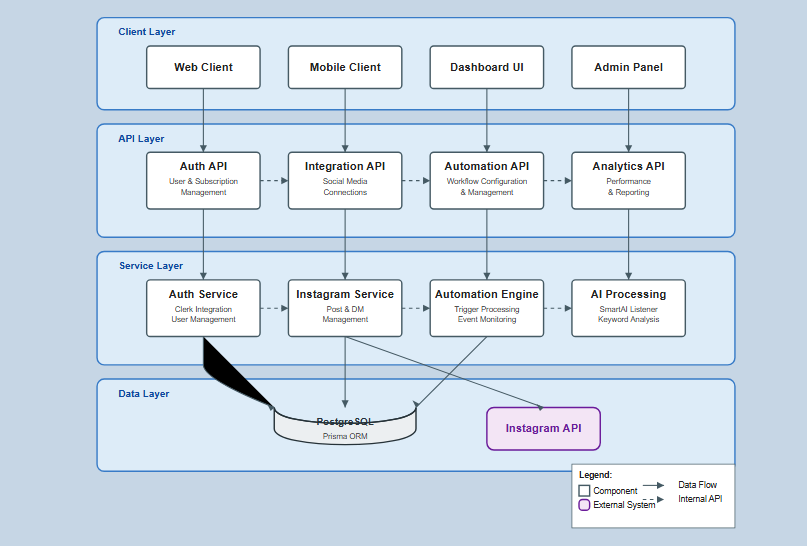 Client Layer
Web Client
Mobile Client
Dashboard UI
Admin Panel
API Layer
Auth API
User & Subscription
Management
Integration API
Social Media
Connections
Automation API
Workflow Configuration
& Management
Analytics API
Performance
& Reporting
Service Layer
Auth Service
Clerk Integration
User Management
Instagram Service
Post & DM
Management
Automation Engine
Trigger Processing
Event Monitoring
AI Processing
SmartAI Listener
Keyword Analysis
Data Layer
PostgreSQL
Prisma ORM
Instagram API
Legend:
Component
Data Flow
External System
Internal API